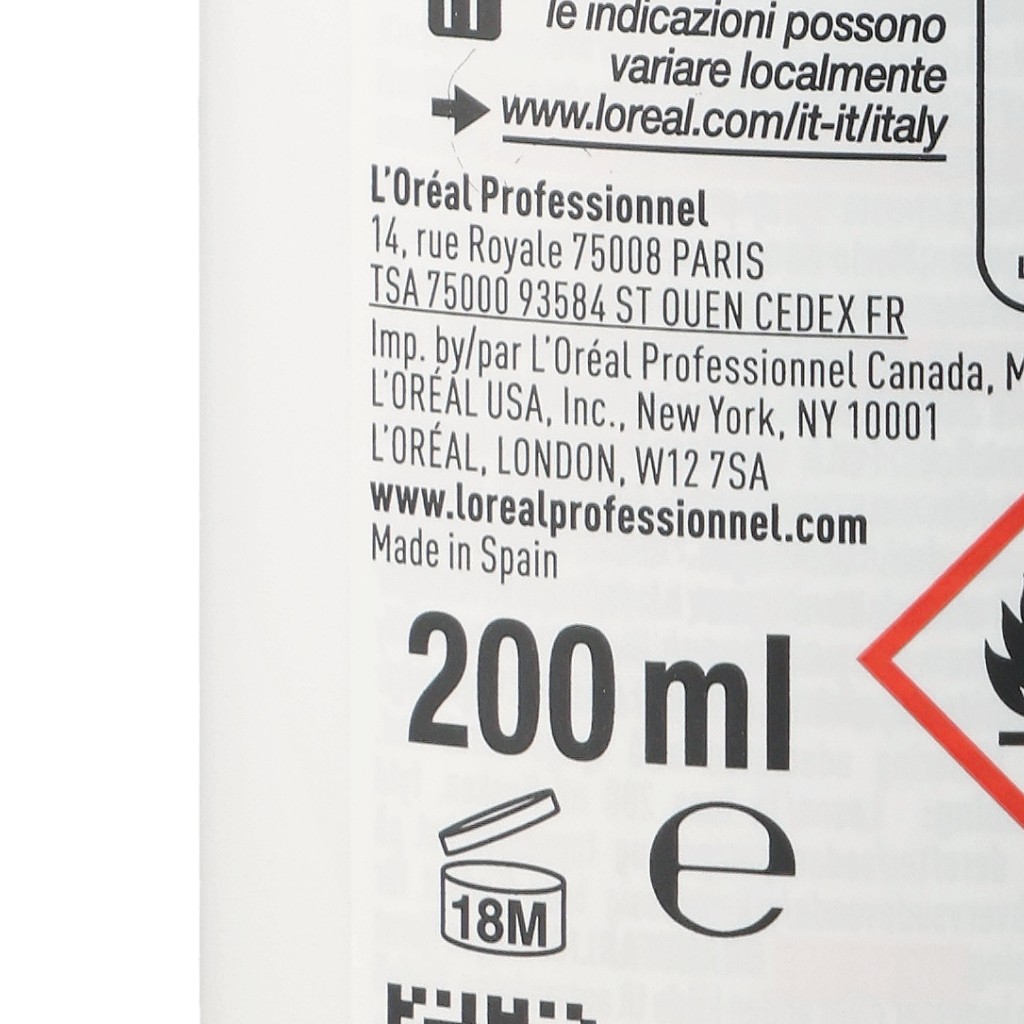 le indicazioni possono
variare localmente
www.loreal.com/it-it/italy
L'Oréal Professionnel
14, rue Royale 75008 PARIS
TSA 75000 93584 ST OUEN CEDEX FR
Imp. by/par L'Oréal Professionnel Canada, M
L'ORÉAL USA, Inc., New York, NY 10001
L'ORÉAL, LONDON, W12 7SA
www.lorealprofessionnel.com
Made in Spain
200 ml
18M
e